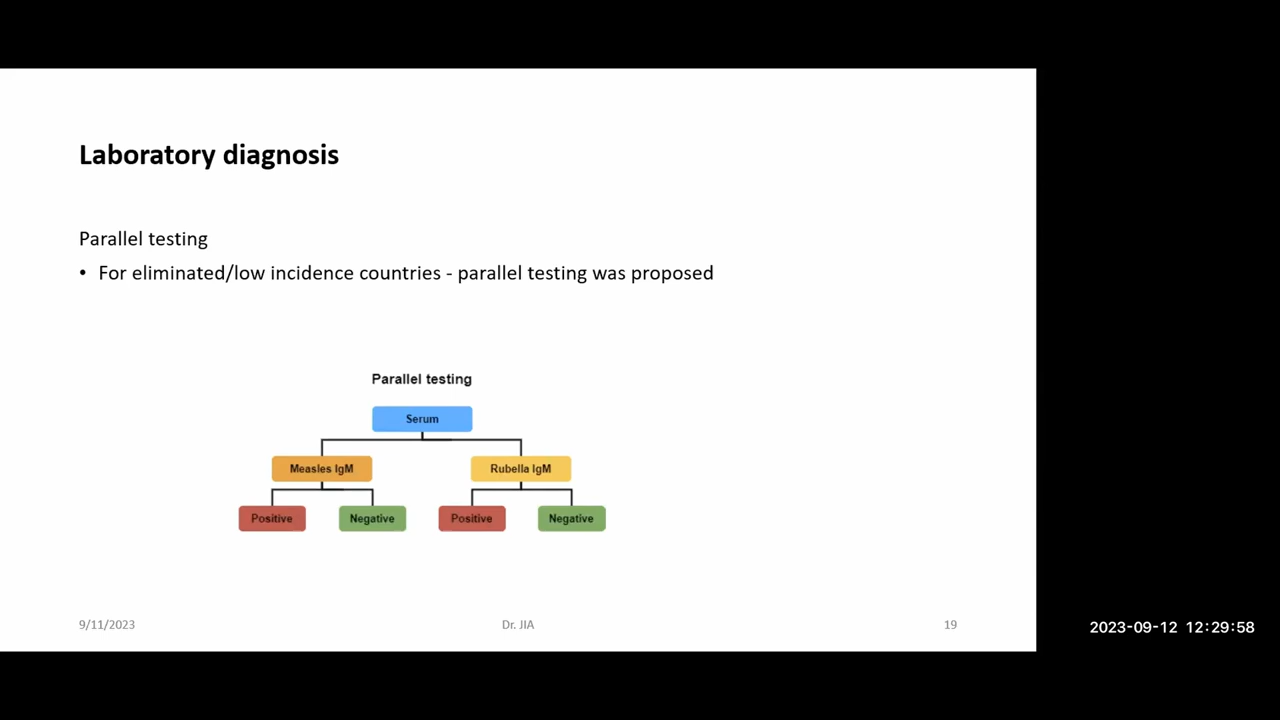 Laboratory diagnosis
Parallel testing
• For eliminated/low incidence countries - parallel testing was proposed
Parallel testing
Serum
Measles IgM
Rubella IgM
Positive
Negative
Positive
Negative
9/11/2023
Dr. JIA
19
2023-09-12 12:29:58